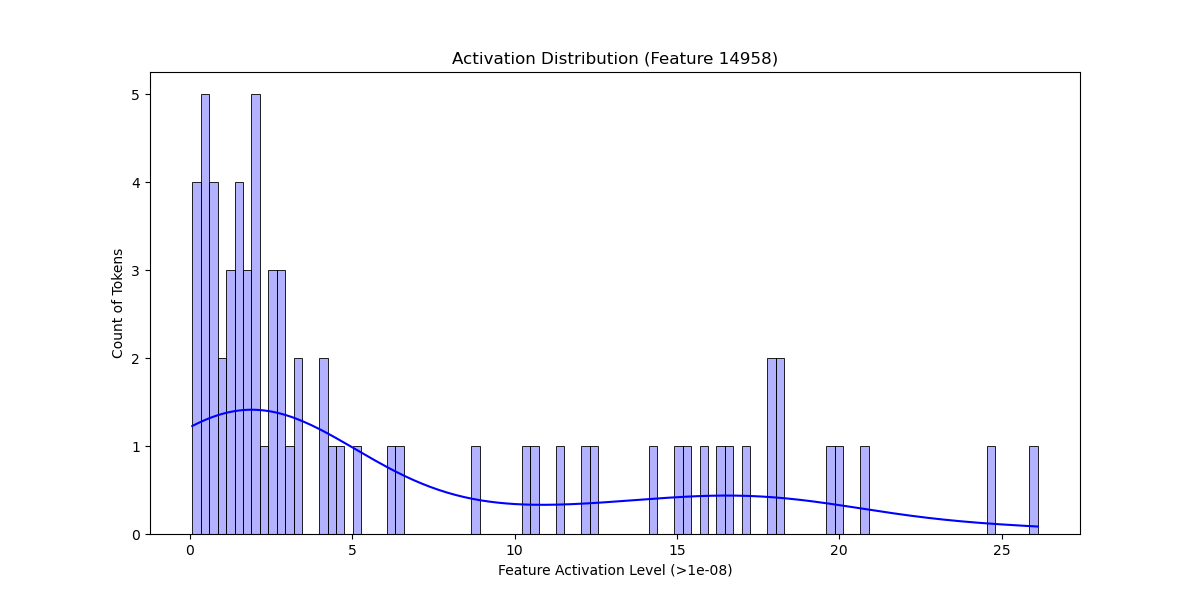 Activation Distribution (Feature 14958)
Count of Tokens
5
4
3
2
1
0
0 5 10 15 20 25
Feature Activation Level (>1e-08)